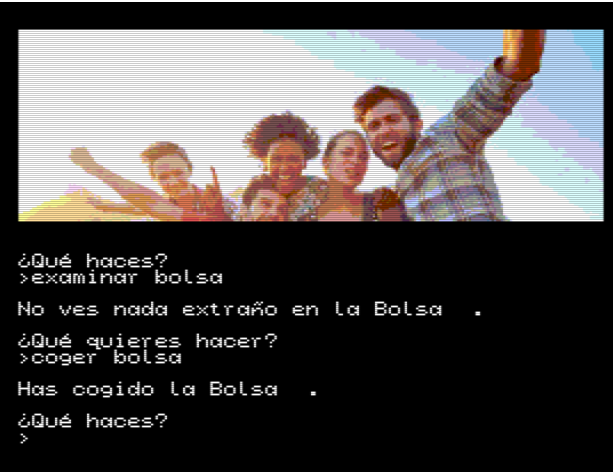 ¿Qué haces?
>examinar bolsa
No ves nada extraño en la Bolsa  .
¿Qué quieres hacer?
>coger bolsa
Has cogido la Bolsa  .
¿Qué haces?
>